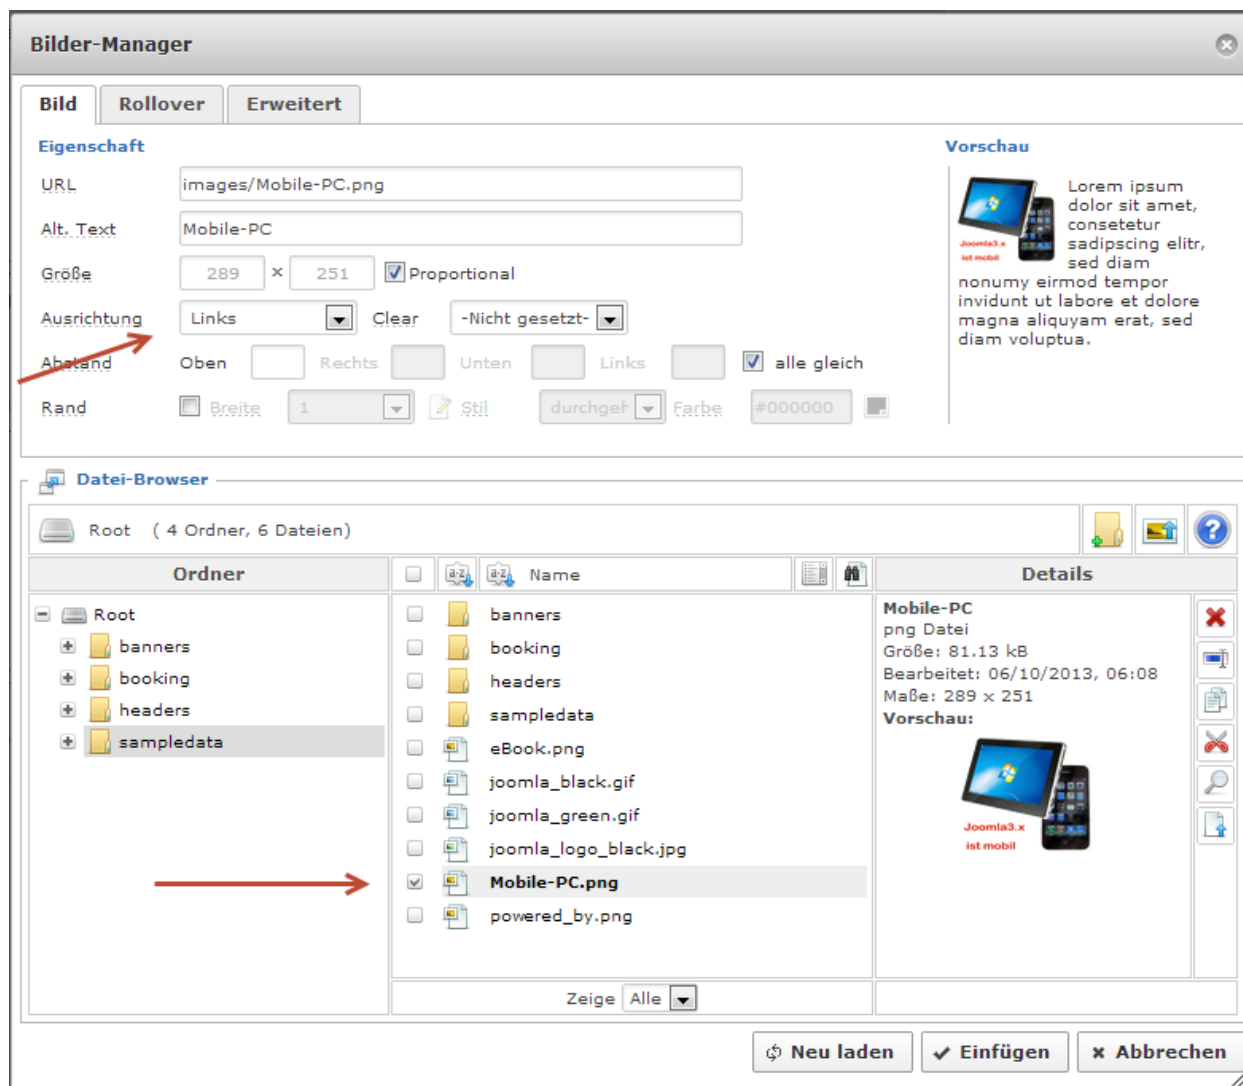 Bilder-Manager
Bild Rollover Erweitert
Eigenschaft
URL images/Mobile-PC.png
Alt. Text Mobile-PC
Größe 289 × 251 Proportional
Ausrichtung Links Clear -Nicht gesetzt-
Abstand Oben Rechts Unten Links alle gleich
Rand Breite 1 Stil durchgeh Farbe #000000
Vorschau
Joomla3.x
ist mobil
Lorem ipsum
dolor sit amet,
consetetur
sadipscing elitr,
sed diam
nonumy eirmod tempor
invidunt ut labore et dolore
magna aliquyam erat, sed
diam voluptua.
Datei-Browser
Root ( 4 Ordner, 6 Dateien)
Ordner
Root
banners
booking
headers
sampledata
a-z a-z Name
banners
booking
headers
sampledata
eBook.png
joomla_black.gif
joomla_green.gif
joomla_logo_black.jpg
Mobile-PC.png
powered_by.png
Zeige Alle
Details
Mobile-PC
png Datei
Größe: 81.13 kB
Bearbeitet: 06/10/2013, 06:08
Maße: 289 x 251
Vorschau:
Joomla3.x
ist mobil
Neu laden Einfügen Abbrechen